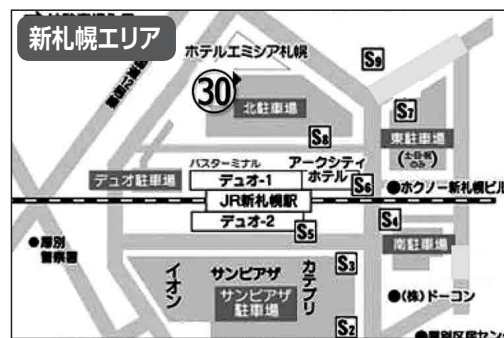 新札幌エリア
ホテルエミシア札幌
S9
30
北駐車場
S7
S8
東駐車場
(土・日・祝のみ)
バスターミナル
アークシティ
ホテル
デュオ駐車場
デュオ-1
S6
●ホクノー新札幌ビル
JR新札幌駅
デュオ-2
S5
S4
南駐車場
●厚別
警察署
イオン
サンピアザ
カテプリ
S3
サンピアザ
駐車場
●(株)ドーコン
S2